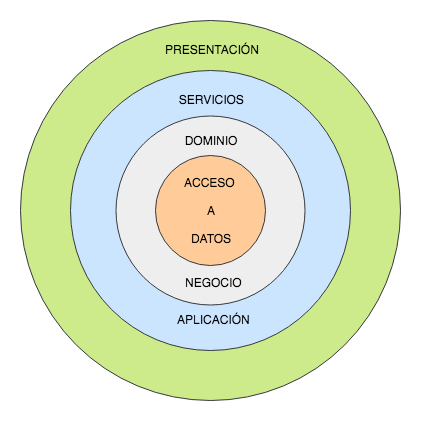 PRESENTACIÓN
SERVICIOS
DOMINIO
ACCESO
A
DATOS
NEGOCIO
APLICACIÓN